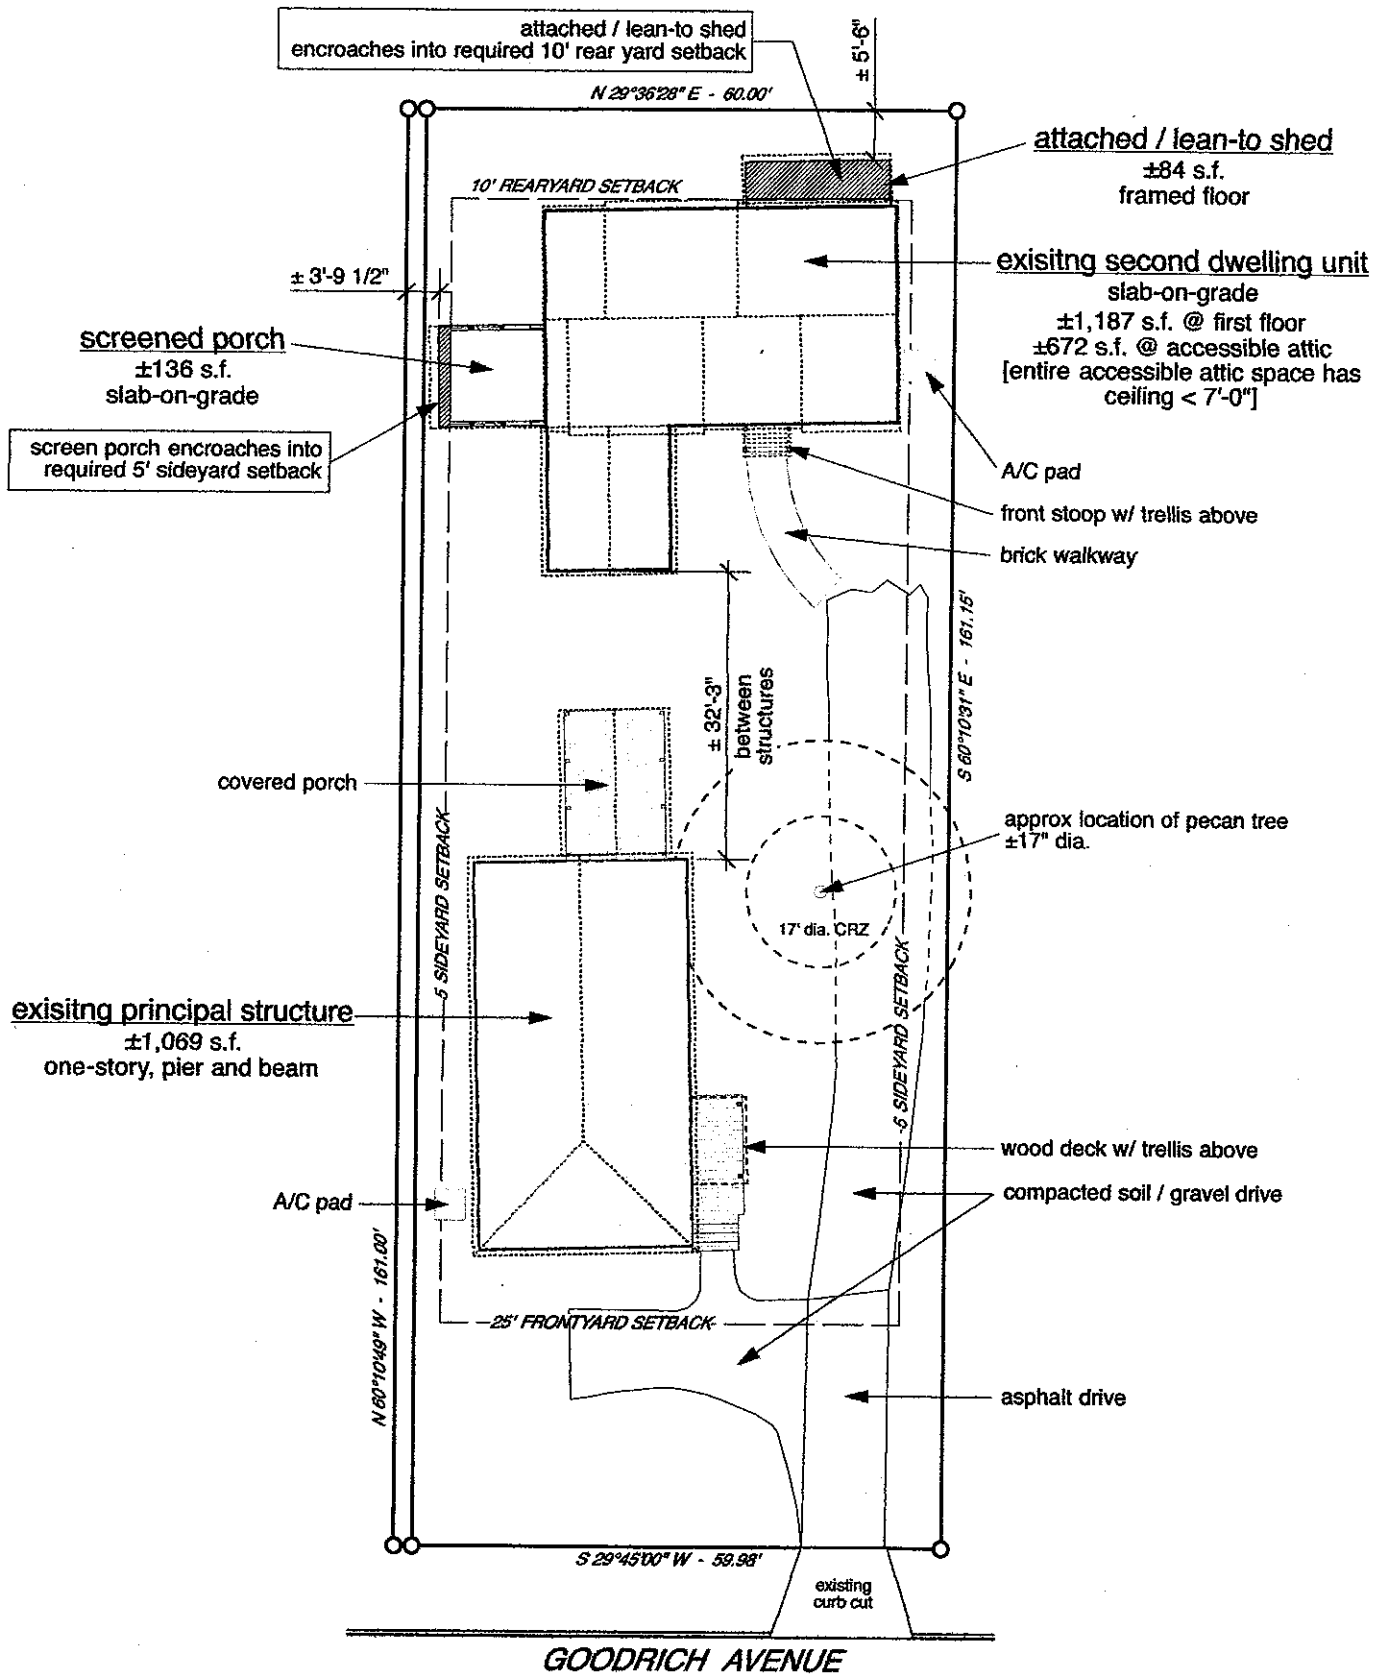 attached / lean-to shed
encroaches into required 10' rear yard setback
± 5'-6"
N 29°36'28" E - 60.00'
attached / lean-to shed
±84 s.f.
framed floor
10' REARYARD SETBACK
exisitng second dwelling unit
slab-on-grade
±1,187 s.f. @ first floor
±672 s.f. @ accessible attic
[entire accessible attic space has
ceiling < 7'-0"]
± 3'-9 1/2"
screened porch
±136 s.f.
slab-on-grade
screen porch encroaches into
required 5' sideyard setback
A/C pad
front stoop w/ trellis above
brick walkway
S 60°10'31" E - 161.15'
± 32'-3"
between
structures
covered porch
approx location of pecan tree
±17" dia.
17' dia. CRZ
5 SIDEYARD SETBACK
5 SIDEYARD SETBACK
exisitng principal structure
±1,069 s.f.
one-story, pier and beam
wood deck w/ trellis above
compacted soil / gravel drive
A/C pad
N 60°10'49" W - 161.00'
25' FRONTYARD SETBACK
asphalt drive
S 29°45'00" W - 59.98'
existing
curb cut
GOODRICH AVENUE